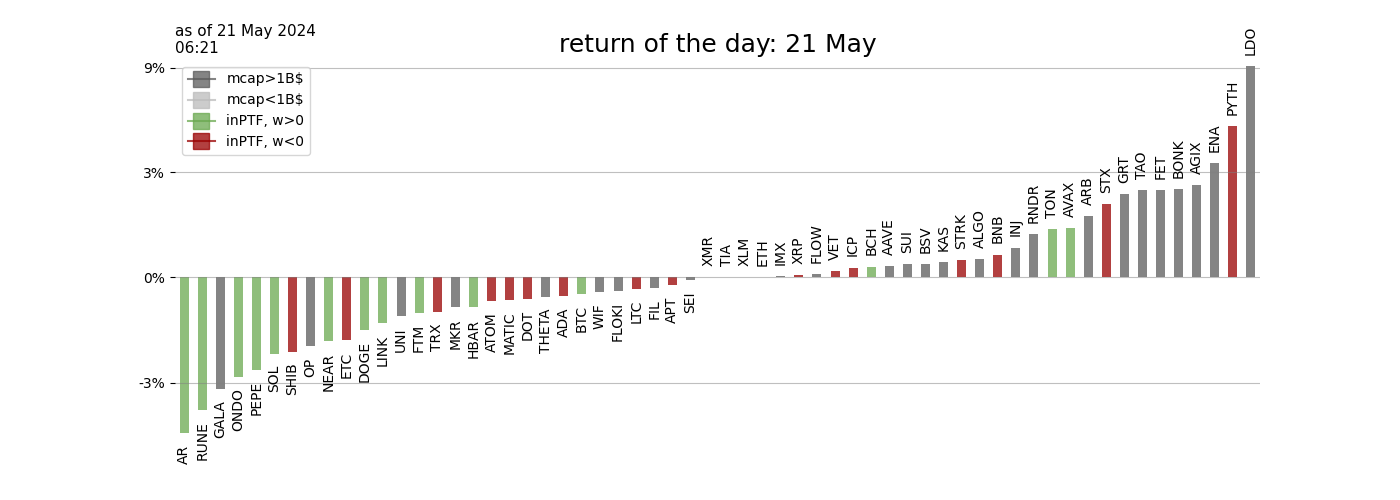 as of 21 May 2024
06:21
return of the day: 21 May
mcap>1B$
mcap<1B$
inPTF, w>0
inPTF, w<0
9%
3%
0%
-3%
AR
RUNE
GALA
ONDO
PEPE
SOL
SHIB
OP
NEAR
ETC
DOGE
LINK
UNI
FTM
TRX
MKR
HBAR
ATOM
MATIC
DOT
THETA
ADA
BTC
WIF
FLOKI
LTC
FIL
APT
SEI
XMR
TIA
XLM
ETH
IMX
XRP
FLOW
VET
ICP
BCH
AAVE
SUI
BSV
KAS
STRK
ALGO
BNB
INJ
RNDR
TON
AVAX
ARB
STX
GRT
TAO
FET
BONK
AGIX
ENA
PYTH
LDO